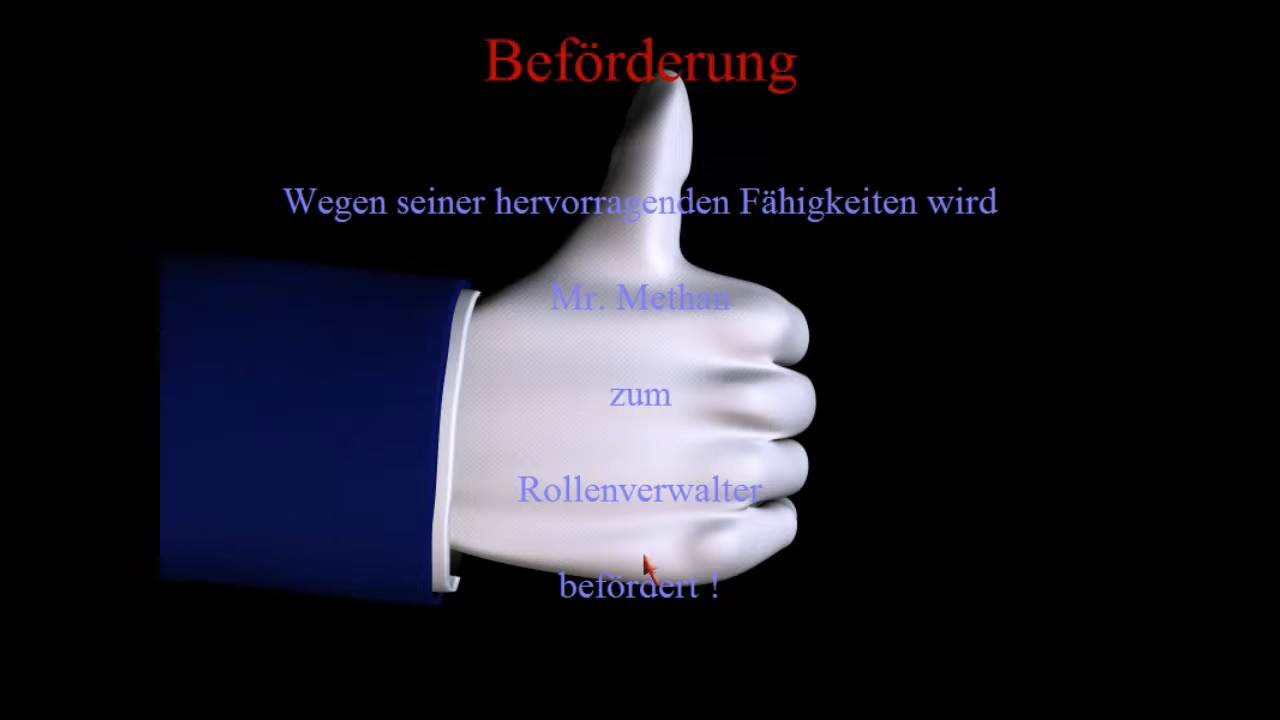 Beförderung
Wegen seiner hervorragenden Fähigkeiten wird
Mr. Methan
zum
Rollenverwalter
befördert !